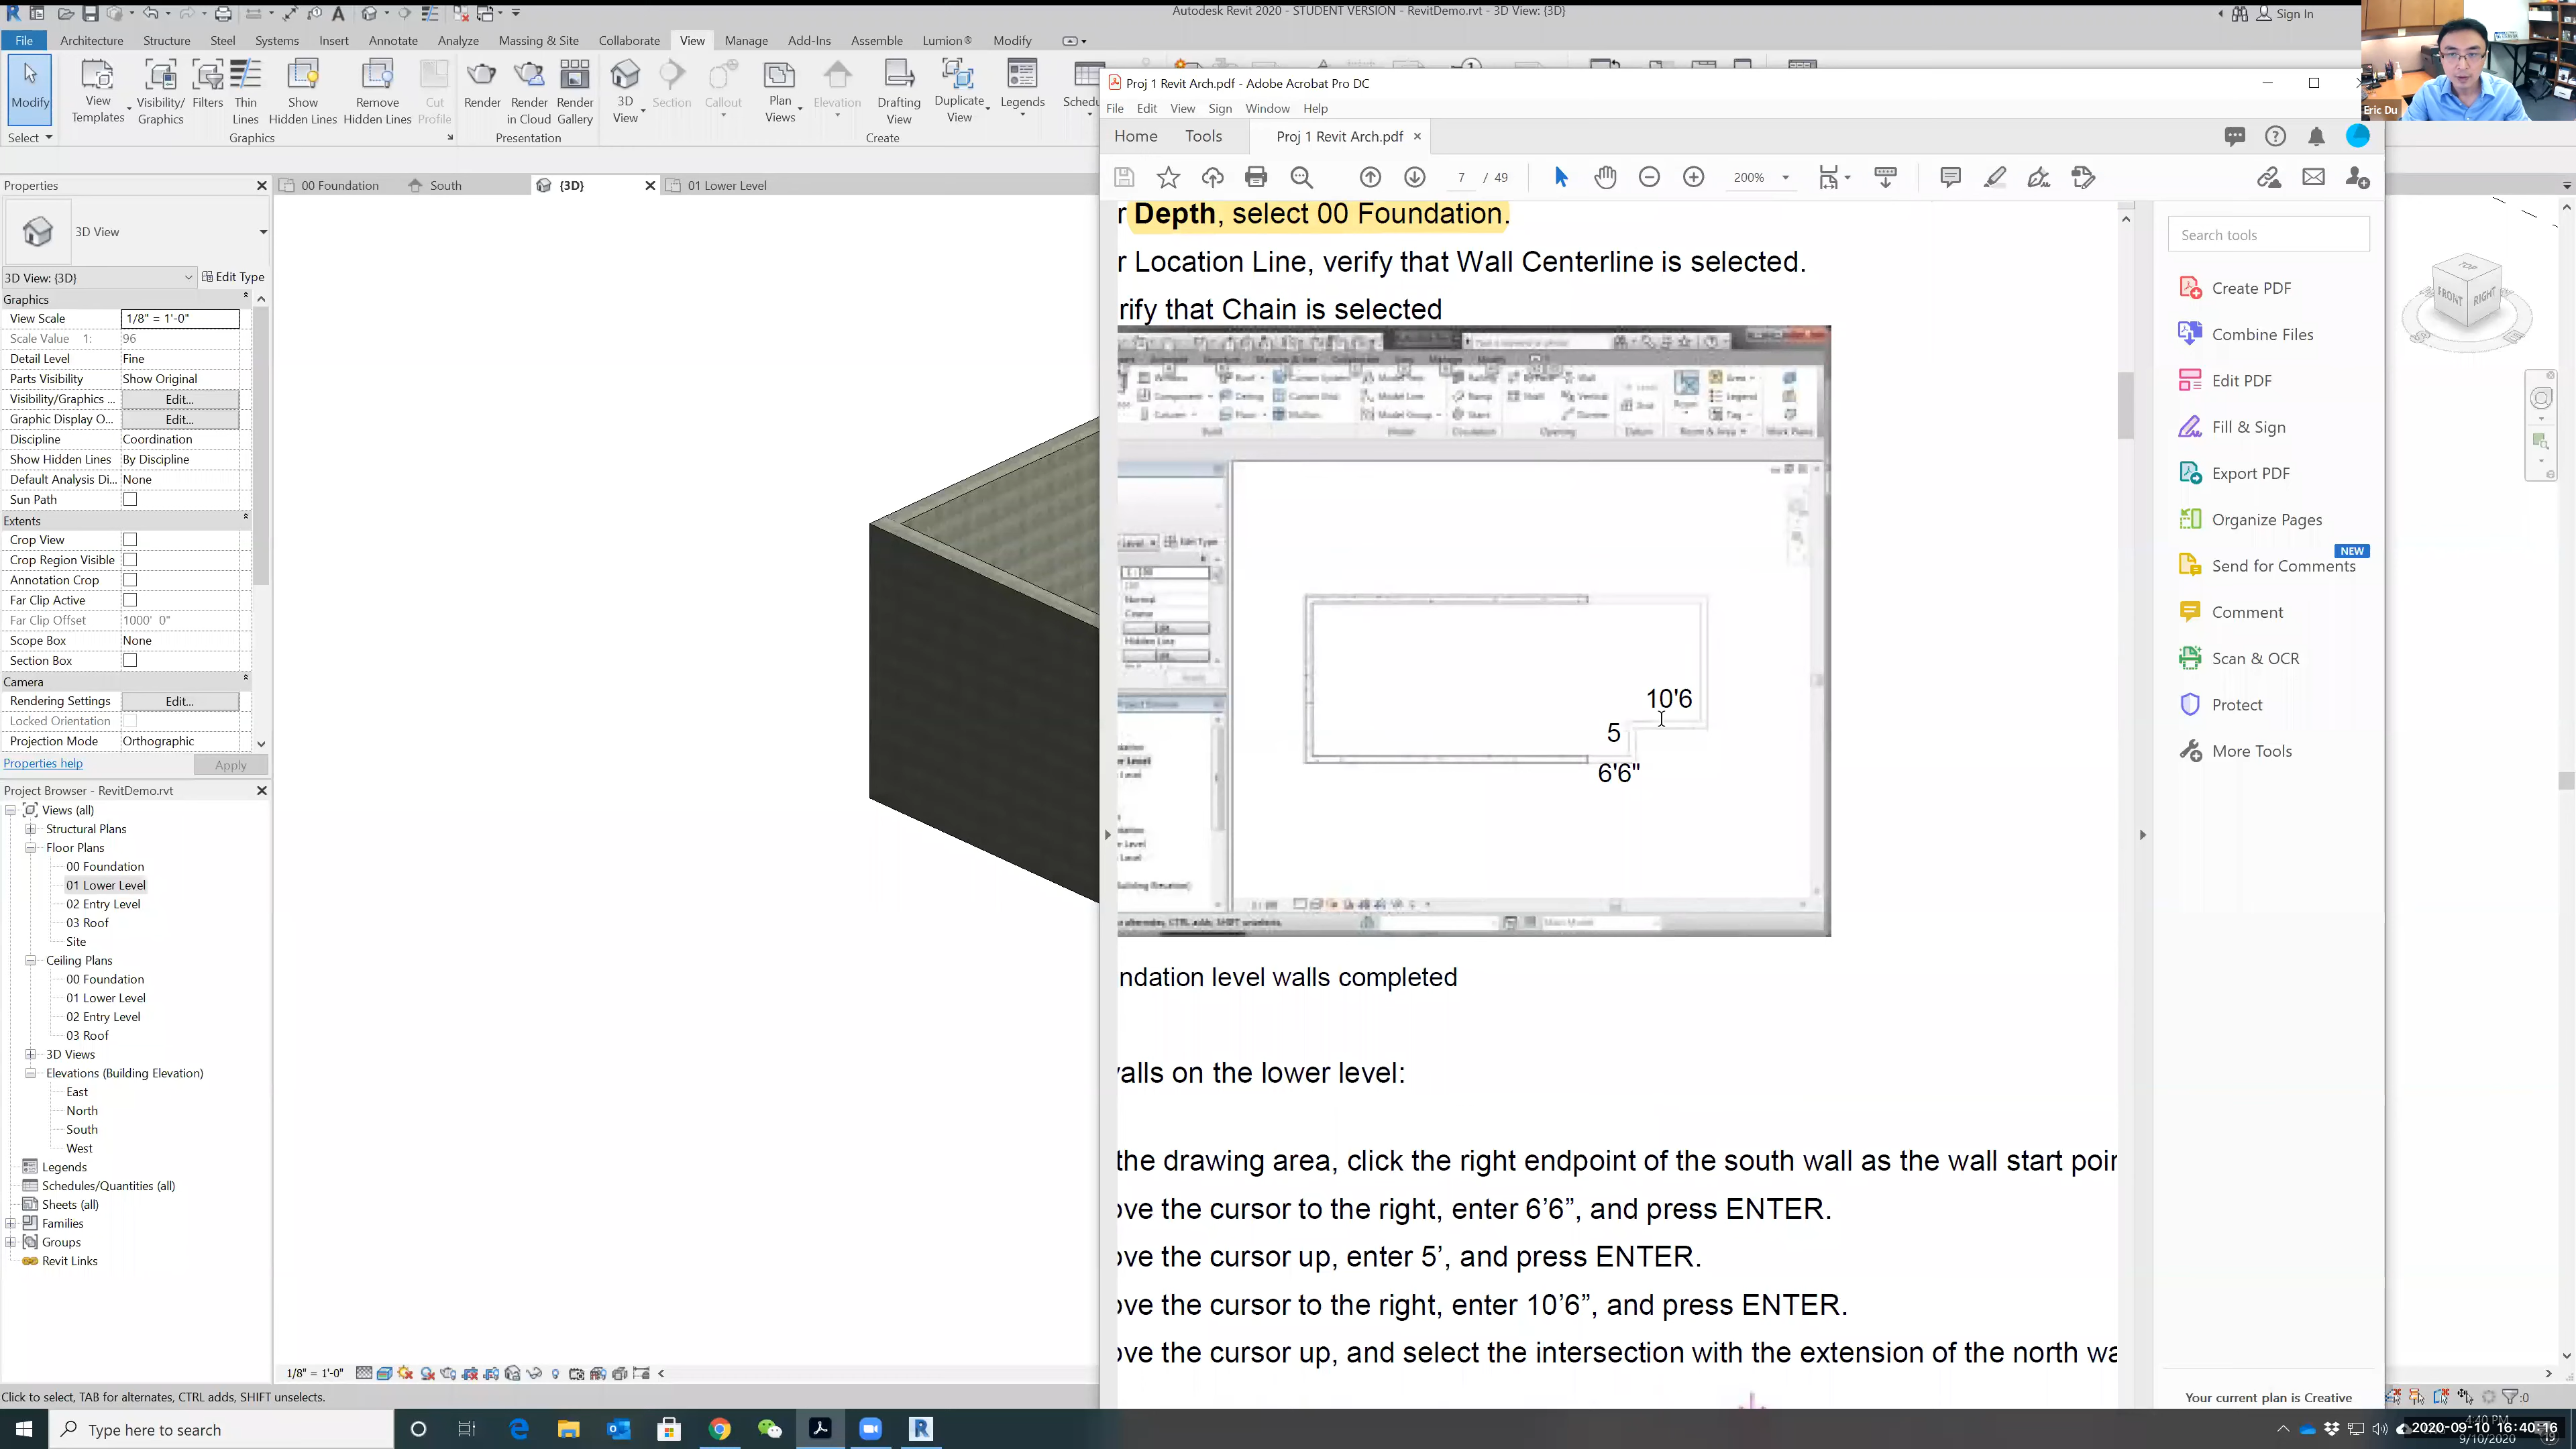 Autodesk Revit 2020 - STUDENT VERSION - RevitDemo.rvt - 3D View: {3D}
Sign In
File Architecture Structure Steel Systems Insert Annotate Analyze Massing & Site Collaborate View Manage Add-Ins Assemble Lumion® Modify
Modify
View Templates
Visibility/ Graphics
Filters
Thin Lines
Show Hidden Lines
Remove Hidden Lines
Cut Profile
Render
Render in Cloud
Render Gallery
3D View
Section
Callout
Plan Views
Elevation
Drafting View
Duplicate View
Legends
Schedu
Select
Graphics
Presentation
Create
Eric Du
Properties
00 Foundation
South
{3D}
01 Lower Level
3D View
3D View: {3D}
Edit Type
Graphics
View Scale 1/8" = 1'-0"
Scale Value 1: 96
Detail Level Fine
Parts Visibility Show Original
Visibility/Graphics ... Edit...
Graphic Display O... Edit...
Discipline Coordination
Show Hidden Lines By Discipline
Default Analysis Di... None
Sun Path
Extents
Crop View
Crop Region Visible
Annotation Crop
Far Clip Active
Far Clip Offset 1000' 0"
Scope Box None
Section Box
Camera
Rendering Settings Edit...
Locked Orientation
Projection Mode Orthographic
Properties help
Apply
Project Browser - RevitDemo.rvt
Views (all)
Structural Plans
Floor Plans
00 Foundation
01 Lower Level
02 Entry Level
03 Roof
Site
Ceiling Plans
00 Foundation
01 Lower Level
02 Entry Level
03 Roof
3D Views
Elevations (Building Elevation)
East
North
South
West
Legends
Schedules/Quantities (all)
Sheets (all)
Families
Groups
Revit Links
1/8" = 1'-0"
Click to select, TAB for alternates, CTRL adds, SHIFT unselects.
Proj 1 Revit Arch.pdf - Adobe Acrobat Pro DC
File Edit View Sign Window Help
Home Tools Proj 1 Revit Arch.pdf
7 / 49
200%
r Depth, select 00 Foundation.
r Location Line, verify that Wall Centerline is selected.
rify that Chain is selected
10'6
5
6'6"
ndation level walls completed
valls on the lower level:
the drawing area, click the right endpoint of the south wall as the wall start poin
ove the cursor to the right, enter 6’6”, and press ENTER.
ove the cursor up, enter 5’, and press ENTER.
ove the cursor to the right, enter 10’6”, and press ENTER.
ove the cursor up, and select the intersection with the extension of the north wa
Search tools
Create PDF
Combine Files
Edit PDF
Fill & Sign
Export PDF
Organize Pages
NEW
Send for Comments
Comment
Scan & OCR
Protect
More Tools
Your current plan is Creative
TOP
FRONT
RIGHT
:0
Type here to search
4:40 PM
2020-09-10 16:40:16
9/10/2020